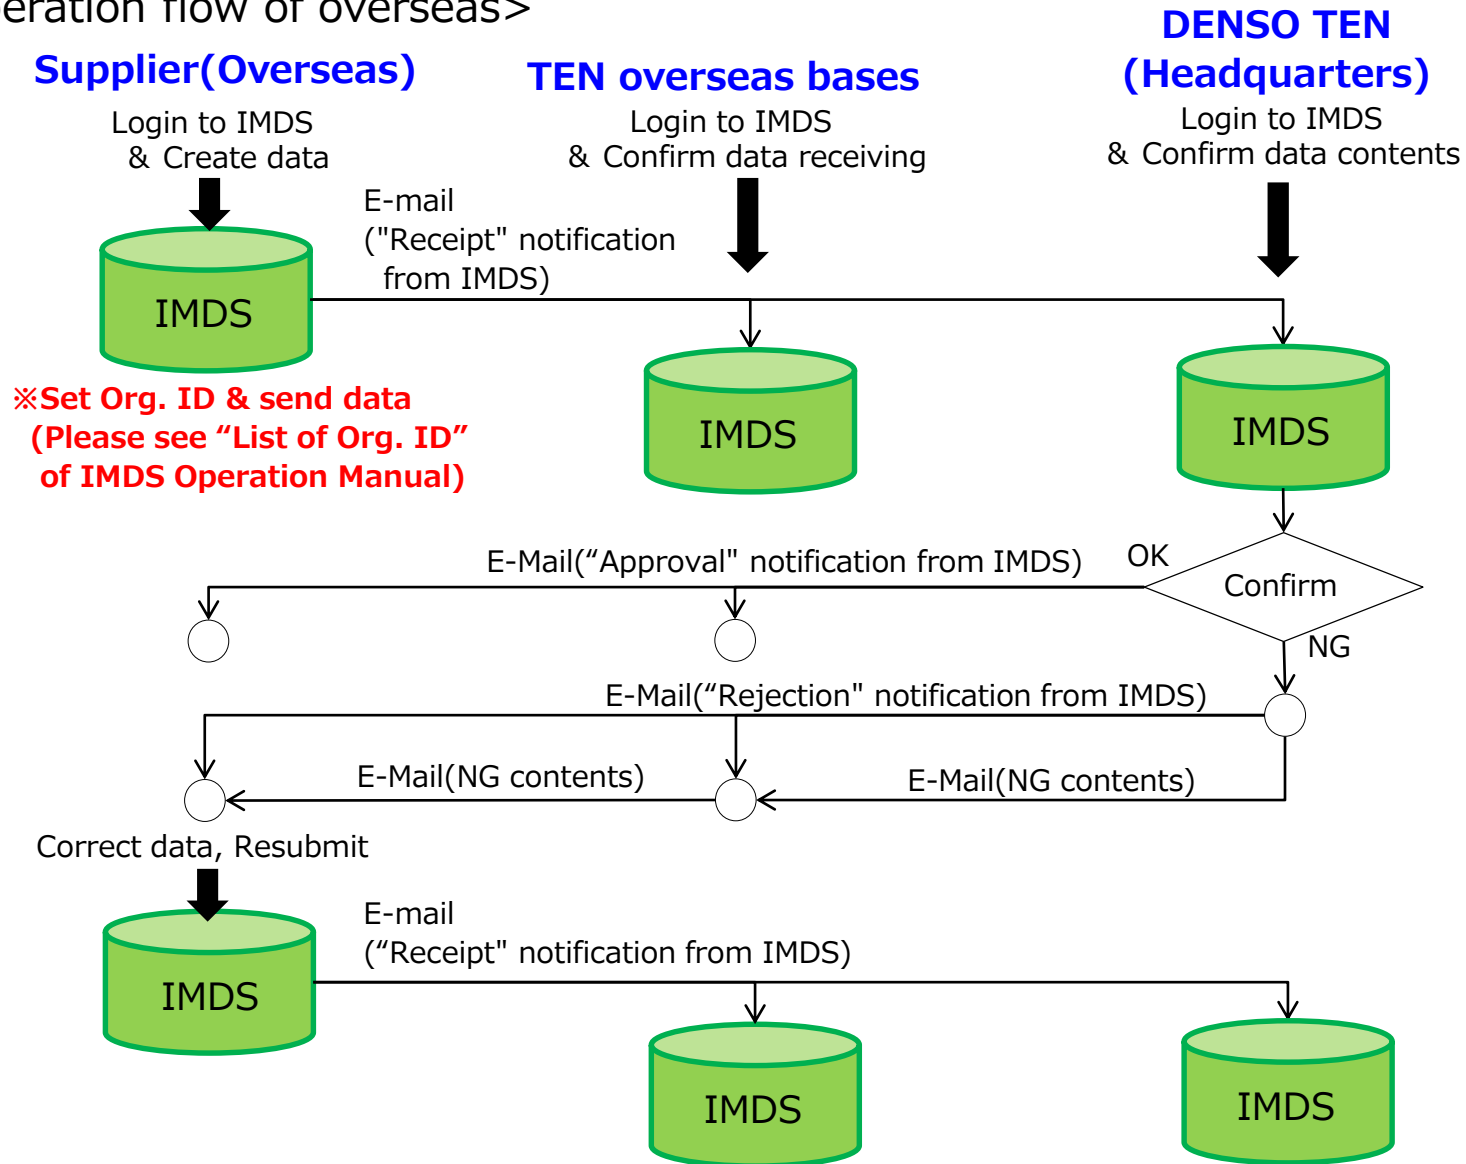 eration flow of overseas>
Supplier(Overseas)
Login to IMDS
& Create data
TEN overseas bases
Login to IMDS
& Confirm data receiving
DENSO TEN
(Headquarters)
Login to IMDS
& Confirm data contents
E-mail
("Receipt" notification
from IMDS)
IMDS
IMDS
IMDS
※Set Org. ID & send data
(Please see “List of Org. ID”
of IMDS Operation Manual)
E-Mail(“Approval" notification from IMDS)
OK
Confirm
NG
E-Mail(“Rejection" notification from IMDS)
E-Mail(NG contents)
E-Mail(NG contents)
Correct data, Resubmit
E-mail
(“Receipt" notification from IMDS)
IMDS
IMDS
IMDS